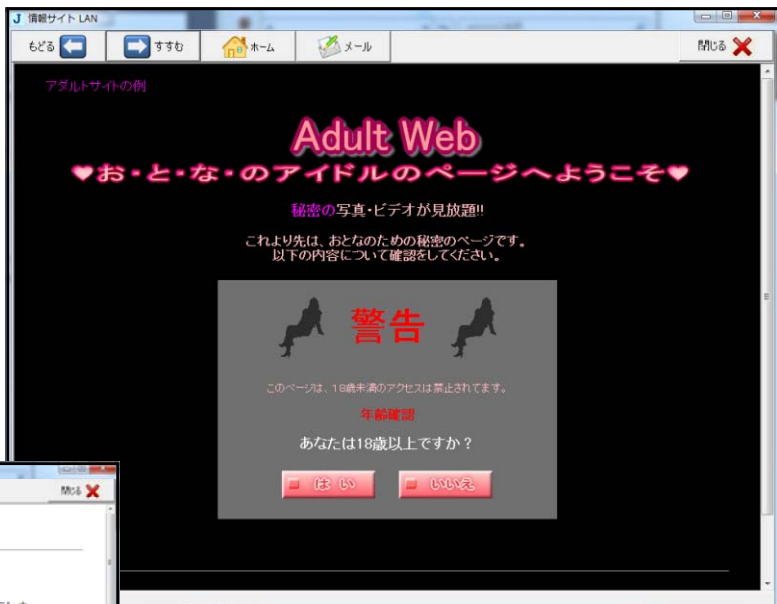 J 情報サイト LAN
もどる すすむ ホーム メール 閉じる
アダルトサイトの例
Adult Web
♥お・と・な・のアイドルのページへようこそ♥
秘密の写真・ビデオが見放題!!
これより先は、おとなのための秘密のページです。
以下の内容について確認をしてください。
警告
このページは、18歳未満のアクセスは禁止されてます。
年齢確認
あなたは18歳以上ですか？
はい いいえ
閉じる